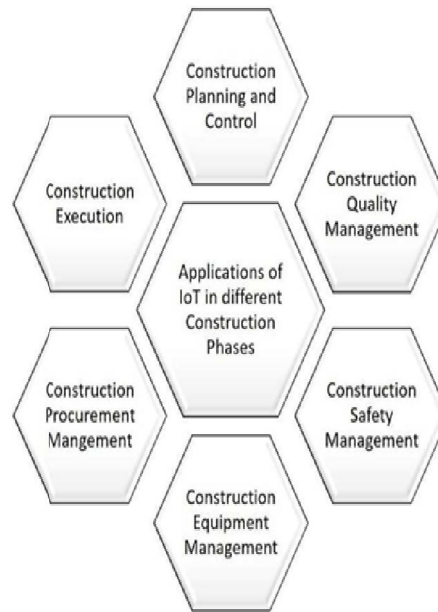 Construction
Planning and
Control
Construction
Execution
Construction
Quality
Management
Applications of
IoT in different
Construction
Phases
Construction
Procurement
Mangement
Construction
Safety
Management
Construction
Equipment
Management